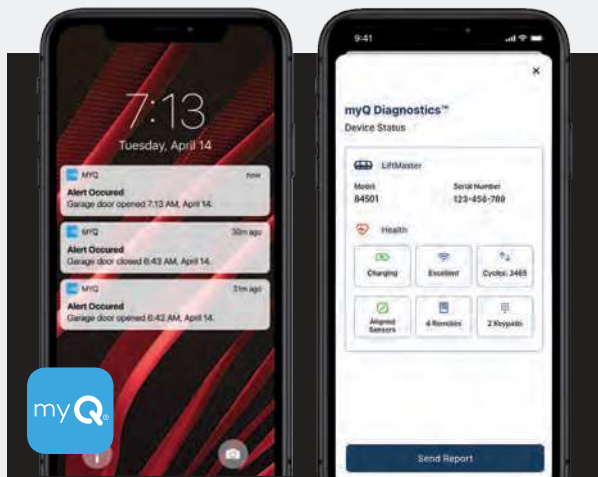 7:13
Tuesday, April 14
MYQ now
Alert Occured
Garage door opened 7:13 AM, April 14.
MYQ 30m ago
Alert Occured
Garage door closed 6:43 AM, April 14.
MYQ 31m ago
Alert Occured
Garage door opened 6:42 AM, April 14.
myQ
9:41
myQ Diagnostics™
Device Status
LiftMaster
Model Serial Number
84501 123-456-789
Health
Charging Excellent Cycles: 3465
Aligned Sensors 4 Remotes 2 Keypads
Send Report